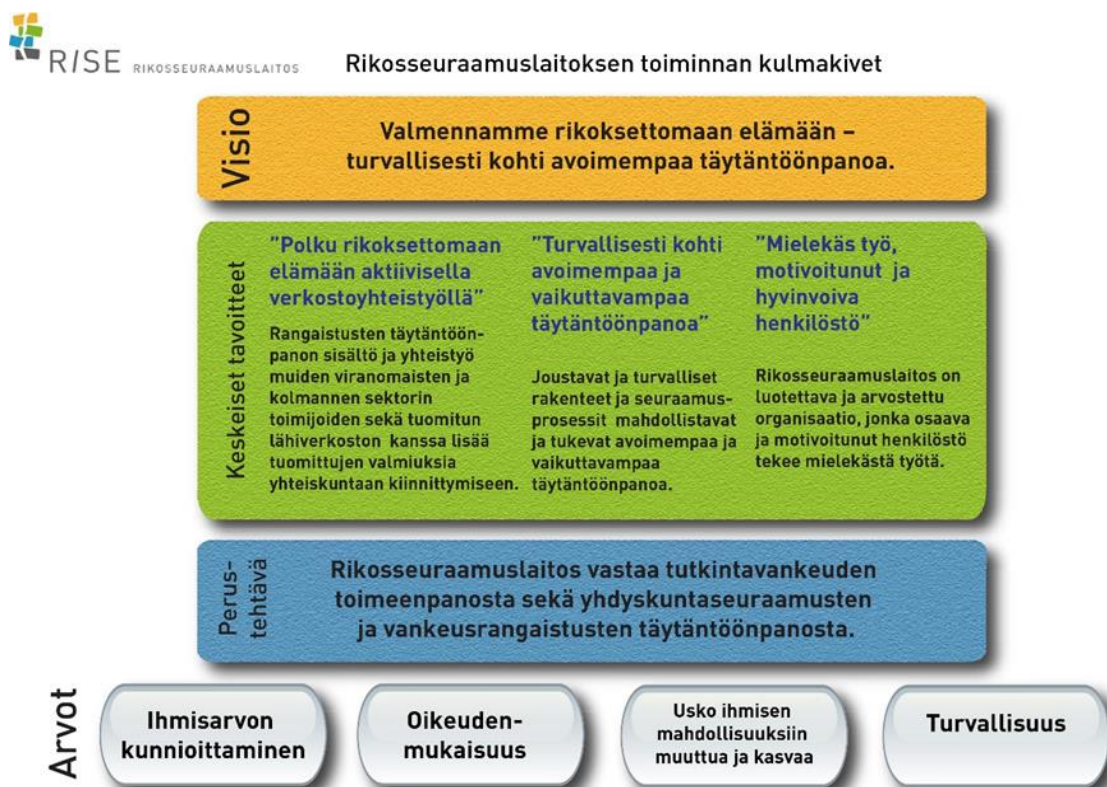 RISE RIKOSSEURAAMUSLAITOS
Rikosseuraamuslaitoksen toiminnan kulmakivet
Visio
Valmennamme rikoksettomaan elämään –
turvallisesti kohti avoimempaa täytäntöönpanoa.
Keskeiset tavoitteet
”Polku rikoksettomaan
elämään aktiivisella
verkostoyhteistyöllä”
Rangaistusten täytäntöön-
panon sisältö ja yhteistyö
muiden viranomaisten ja
kolmannen sektorin
toimijoiden sekä tuomitun
lähiverkoston kanssa lisää
tuomittujen valmiuksia
yhteiskuntaan kiinnittymiseen.
”Turvallisesti kohti
avoimempaa ja
vaikuttavampaa
täytäntöönpanoa”
Joustavat ja turvalliset
rakenteet ja seuraamus-
prosessit mahdollistavat
ja tukevat avoimempaa ja
vaikuttavampaa
täytäntöönpanoa.
”Mielekäs työ,
motivoitunut ja
hyvinvoiva
henkilöstö”
Rikosseuraamuslaitos on
luotettava ja arvostettu
organisaatio, jonka osaava
ja motivoitunut henkilöstö
tekee mielekästä työtä.
Perus-
tehtävä
Rikosseuraamuslaitos vastaa tutkintavankeuden
toimeenpanosta sekä yhdyskuntaseuraamusten
ja vankeusrangaistusten täytäntöönpanosta.
Arvot
Ihmisarvon
kunnioittaminen
Oikeuden-
mukaisuus
Usko ihmisen
mahdollisuuksiin
muuttua ja kasvaa
Turvallisuus